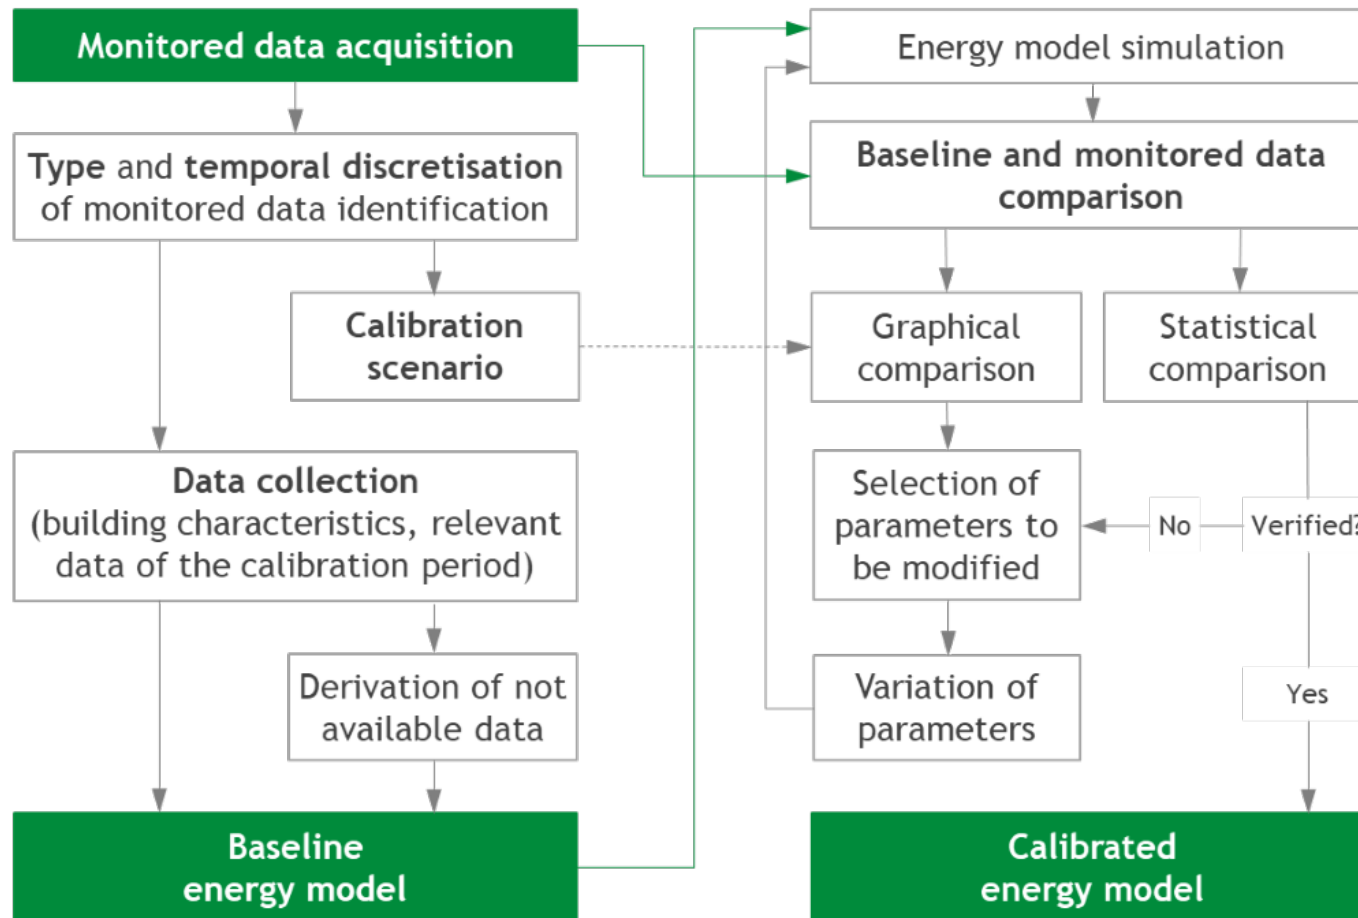 Monitored data acquisition
Type and temporal discretisation
of monitored data identification
Calibration
scenario
Data collection
(building characteristics, relevant
data of the calibration period)
Derivation of not
available data
Baseline
energy model
Energy model simulation
Baseline and monitored data
comparison
Graphical
comparison
Statistical
comparison
Selection of
parameters to
be modified
No
Verified?
Variation of
parameters
Yes
Calibrated
energy model